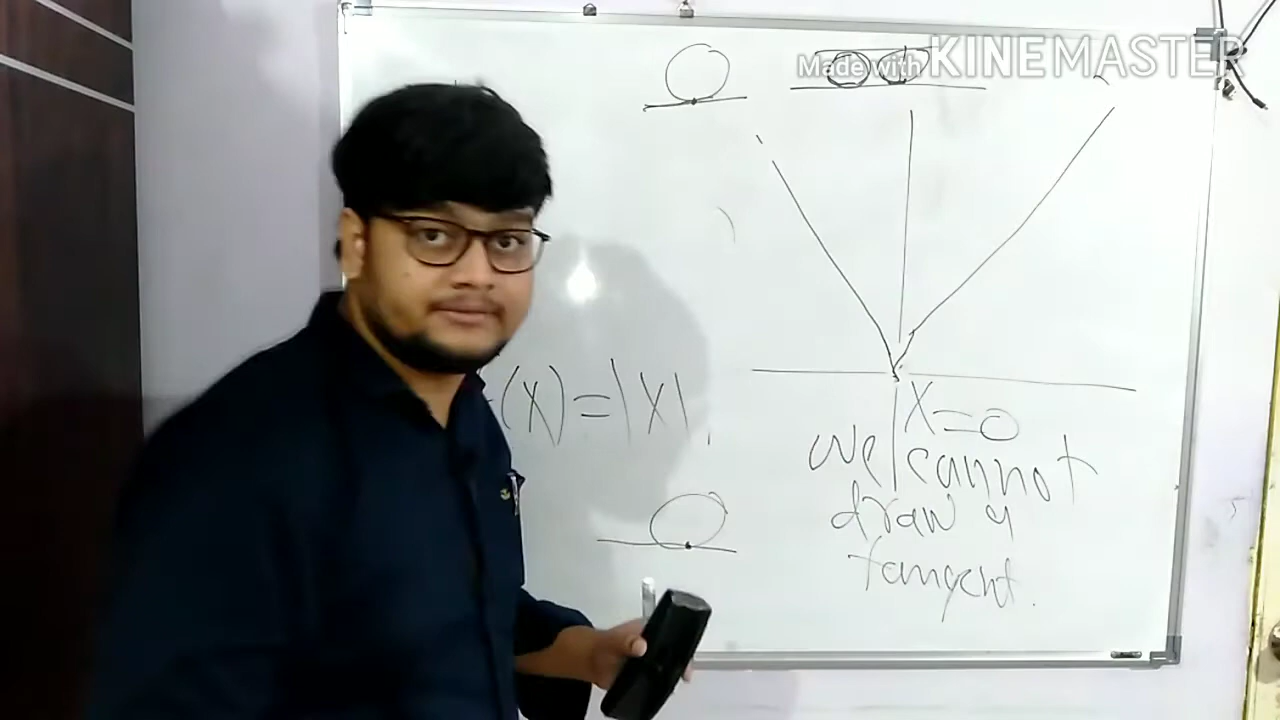 Made with KINEMASTER
(X) = |X|
X=0
we cannot
draw a
tangent.